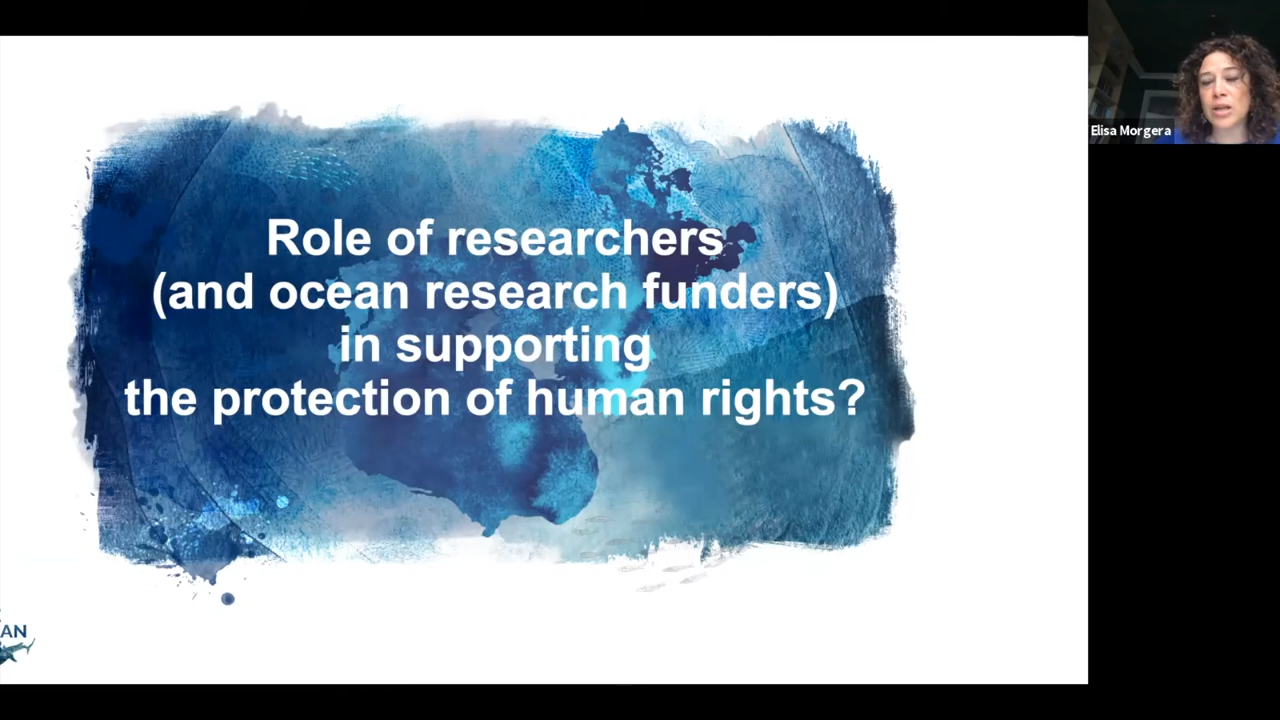 Role of researchers
(and ocean research funders)
in supporting
the protection of human rights?
Elisa Morgera
AN